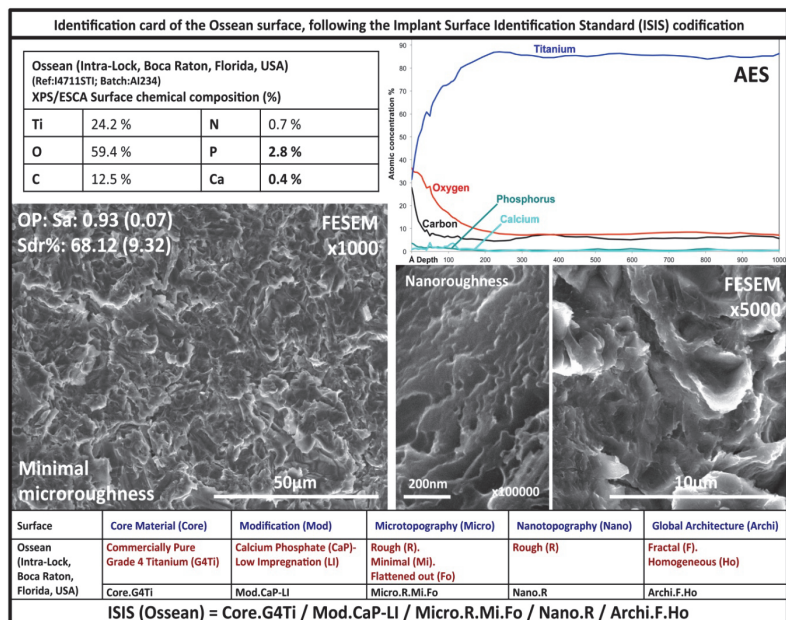 Identification card of the Ossean surface, following the Implant Surface Identification Standard (ISIS) codification
Ossean (Intra-Lock, Boca Raton, Florida, USA)
(Ref:I4711STI; Batch:AI234)
XPS/ESCA Surface chemical composition (%)
Ti 24.2 % N 0.7 %
O 59.4 % P 2.8 %
C 12.5 % Ca 0.4 %
AES
Atomic concentration %
90
80
70
60
50
40
30
20
10
0
Titanium
Oxygen
Carbon
Phosphorus
Calcium
A Depth 100 200 300 400 500 600 700 800 900 1000
OP: Sa: 0.93 (0.07)
Sdr%: 68.12 (9.32)
FESEM
x1000
Minimal
microroughness
50µm
Nanoroughness
200nm
x100000
FESEM
x5000
10µm
Surface Core Material (Core) Modification (Mod) Microtopography (Micro) Nanotopography (Nano) Global Architecture (Archi)
Ossean
(Intra-Lock,
Boca Raton,
Florida, USA)
Commercially Pure
Grade 4 Titanium (G4Ti)
Calcium Phosphate (CaP)-
Low Impregnation (LI)
Rough (R).
Minimal (Mi).
Flattened out (Fo)
Rough (R)
Fractal (F).
Homogeneous (Ho)
Core.G4Ti Mod.CaP-LI Micro.R.Mi.Fo Nano.R Archi.F.Ho
ISIS (Ossean) = Core.G4Ti / Mod.CaP-LI / Micro.R.Mi.Fo / Nano.R / Archi.F.Ho